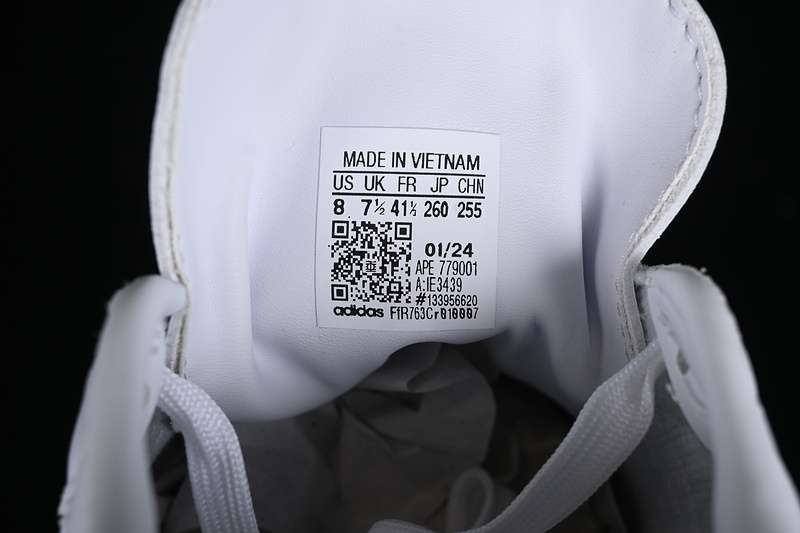 MADE IN VIETNAM
US UK FR JP CHN
8 7½ 41⅓ 260 255
01/24
APE 779001
A:IE3439
#133956620
adidas F1R763Cr010007